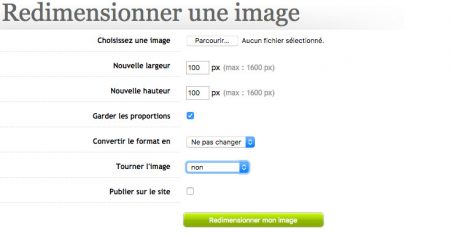 Redimensionner une image
Choisissez une image Parcourir... Aucun fichier sélectionné.
Nouvelle largeur 100 px (max : 1600 px)
Nouvelle hauteur 100 px (max : 1600 px)
Garder les proportions
Convertir le format en Ne pas changer
Tourner l'image non
Publier sur le site
Redimensionner mon image